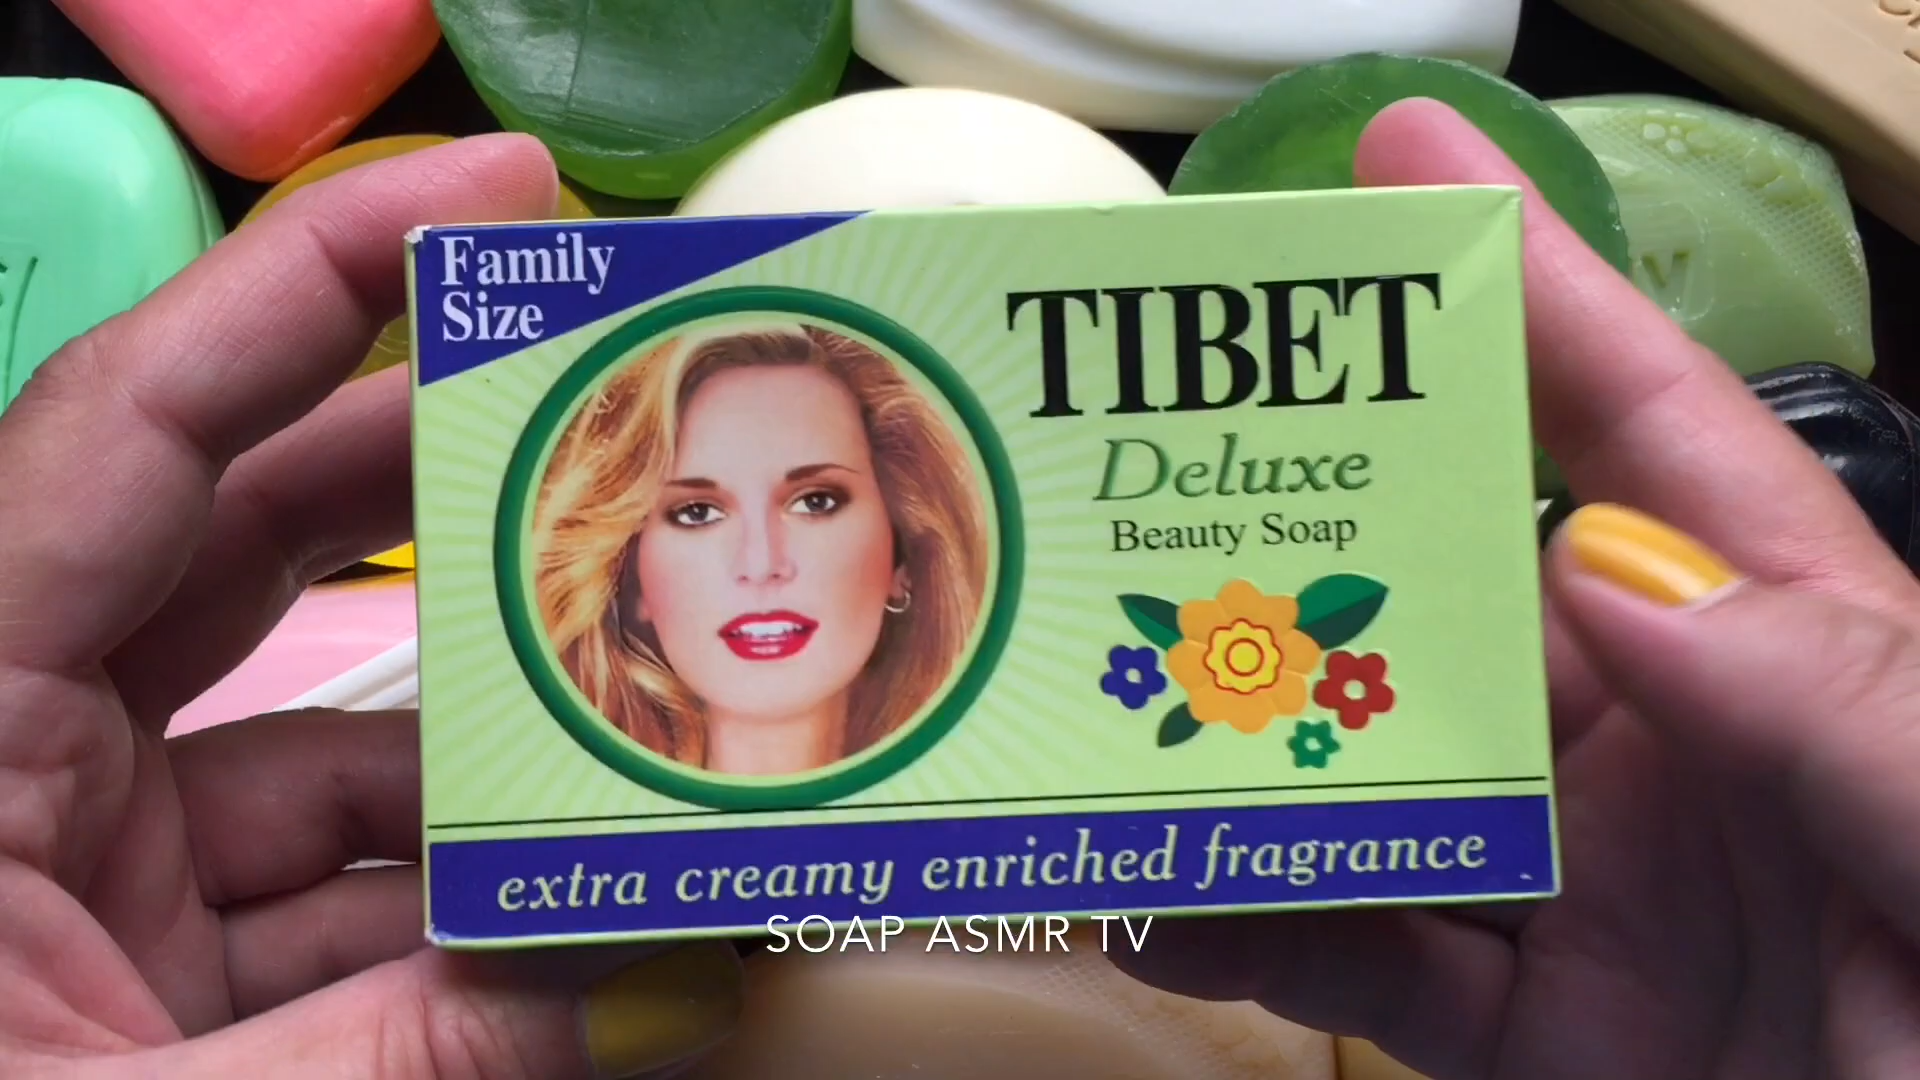 Family
Size
TIBET
Deluxe
Beauty Soap
extra creamy enriched fragrance
SOAP ASMR TV